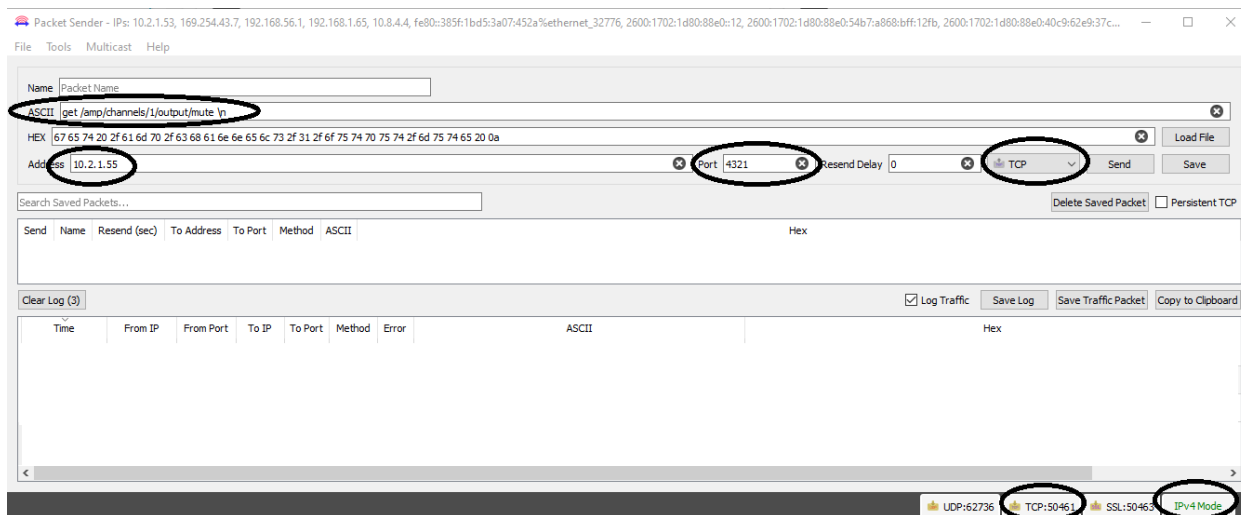 Packet Sender - IPs: 10.2.1.53, 169.254.43.7, 192.168.56.1, 192.168.1.65, 10.8.4.4, fe80::385f:1bd5:3a07:452a%ethernet_32776, 2600:1702:1d80:88e0::12, 2600:1702:1d80:88e0:54b7:a868:bff:12fb, 2600:1702:1d80:88e0:40c9:62e9:37c...
File Tools Multicast Help
Name Packet Name
ASCII get /amp/channels/1/output/mute \n
HEX 67 65 74 20 2f 61 6d 70 2f 63 68 61 6e 6e 65 6c 73 2f 31 2f 6f 75 74 70 75 74 2f 6d 75 74 65 20 0a Load File
Address 10.2.1.55 Port 4321 Resend Delay 0 TCP Send Save
Search Saved Packets... Delete Saved Packet Persistent TCP
Send Name Resend (sec) To Address To Port Method ASCII Hex
Clear Log (3) Log Traffic Save Log Save Traffic Packet Copy to Clipboard
Time From IP From Port To IP To Port Method Error ASCII Hex
UDP:62736 TCP:50461 SSL:50463 IPv4 Mode